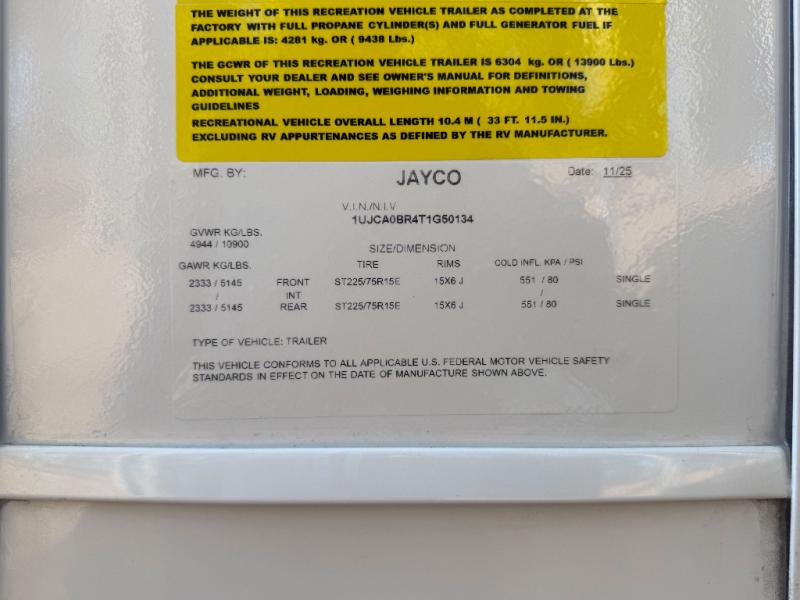 THE WEIGHT OF THIS RECREATION VEHICLE TRAILER AS COMPLETED AT THE
FACTORY WITH FULL PROPANE CYLINDER(S) AND FULL GENERATOR FUEL IF
APPLICABLE IS: 4281 kg. OR ( 9438 Lbs.)
THE GCWR OF THIS RECREATION VEHICLE TRAILER IS 6304 kg. OR ( 13900 Lbs.)
CONSULT YOUR DEALER AND SEE OWNER'S MANUAL FOR DEFINITIONS,
ADDITIONAL WEIGHT, LOADING, WEIGHING INFORMATION AND TOWING
GUIDELINES
RECREATIONAL VEHICLE OVERALL LENGTH 10.4 M ( 33 FT. 11.5 IN.)
EXCLUDING RV APPURTENANCES AS DEFINED BY THE RV MANUFACTURER.
MFG. BY: JAYCO Date: 11/25
V.I.N./N.I.V
1UJCA0BR4T1G50134
GVWR KG/LBS.
4944 / 10900
SIZE/DIMENSION
GAWR KG/LBS. TIRE RIMS COLD INFL. KPA / PSI
2333 / 5145 FRONT ST225/75R15E 15X6 J 551 / 80 SINGLE
/ INT /
2333 / 5145 REAR ST225/75R15E 15X6 J 551 / 80 SINGLE
TYPE OF VEHICLE: TRAILER
THIS VEHICLE CONFORMS TO ALL APPLICABLE U.S. FEDERAL MOTOR VEHICLE SAFETY
STANDARDS IN EFFECT ON THE DATE OF MANUFACTURE SHOWN ABOVE.